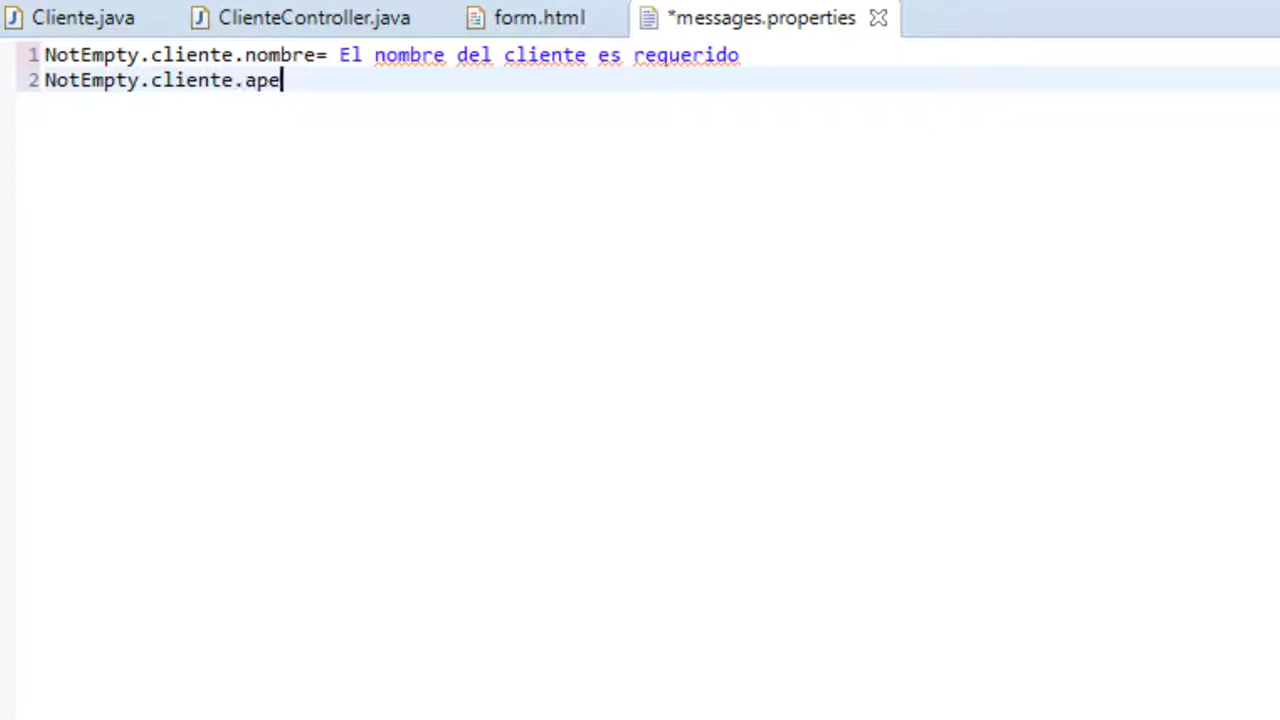 Cliente.java ClienteController.java form.html *messages.properties
1 NotEmpty.cliente.nombre= El nombre del cliente es requerido
2 NotEmpty.cliente.ape